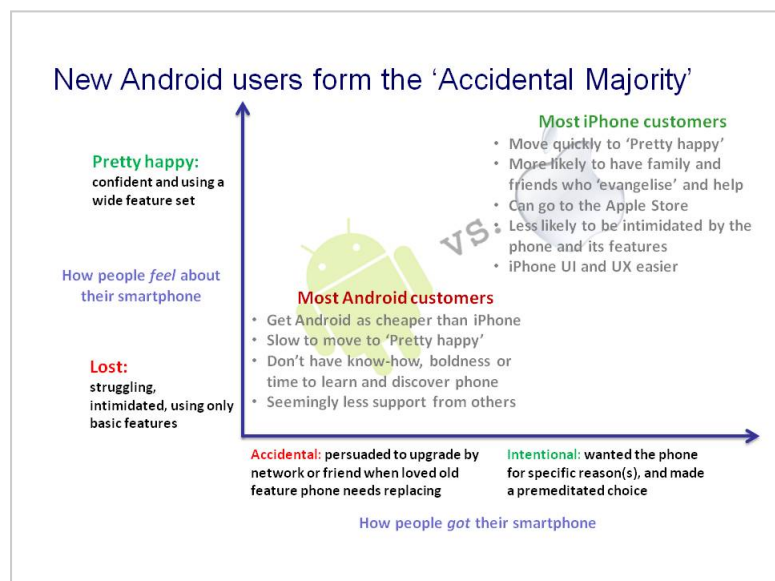 New Android users form the ‘Accidental Majority’
Most iPhone customers
• Move quickly to ‘Pretty happy’
• More likely to have family and
friends who ‘evangelise’ and help
• Can go to the Apple Store
• Less likely to be intimidated by the
phone and its features
• iPhone UI and UX easier
Pretty happy:
confident and using a
wide feature set
vs.
How people feel about
their smartphone
Most Android customers
• Get Android as cheaper than iPhone
• Slow to move to ‘Pretty happy’
• Don’t have know-how, boldness or
time to learn and discover phone
• Seemingly less support from others
Lost:
struggling,
intimidated, using only
basic features
Accidental: persuaded to upgrade by
network or friend when loved old
feature phone needs replacing
Intentional: wanted the phone
for specific reason(s), and made
a premeditated choice
How people got their smartphone